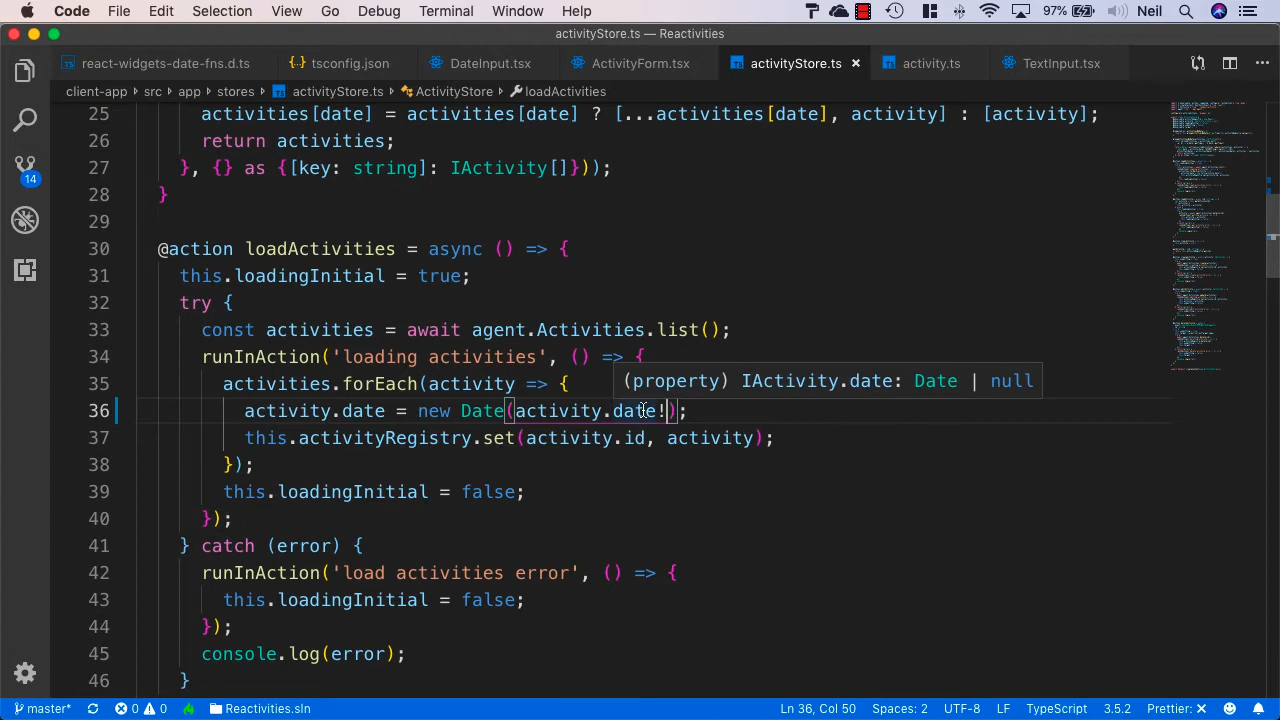 Code File Edit Selection View Go Debug Terminal Window Help 97% Neil
activityStore.ts — Reactivities
react-widgets-date-fns.d.ts tsconfig.json DateInput.tsx ActivityForm.tsx activityStore.ts activity.ts TextInput.tsx
client-app > src > app > stores > activityStore.ts > ActivityStore > loadActivities
25 activities[date] = activities[date] ? [...activities[date], activity] : [activity];
26 return activities;
27 }, {} as {[key: string]: IActivity[]}));
28 }
29
30 @action loadActivities = async () => {
31 this.loadingInitial = true;
32 try {
33 const activities = await agent.Activities.list();
34 runInAction('loading activities', () => {
(property) IActivity.date: Date | null
35 activities.forEach(activity => {
36 activity.date = new Date(activity.date!);
37 this.activityRegistry.set(activity.id, activity);
38 });
39 this.loadingInitial = false;
40 });
41 } catch (error) {
42 runInAction('load activities error', () => {
43 this.loadingInitial = false;
44 });
45 console.log(error);
46 }
14
master* 0 0 Reactivities.sln Ln 36, Col 50 Spaces: 2 UTF-8 LF TypeScript 3.5.2 Prettier: ×